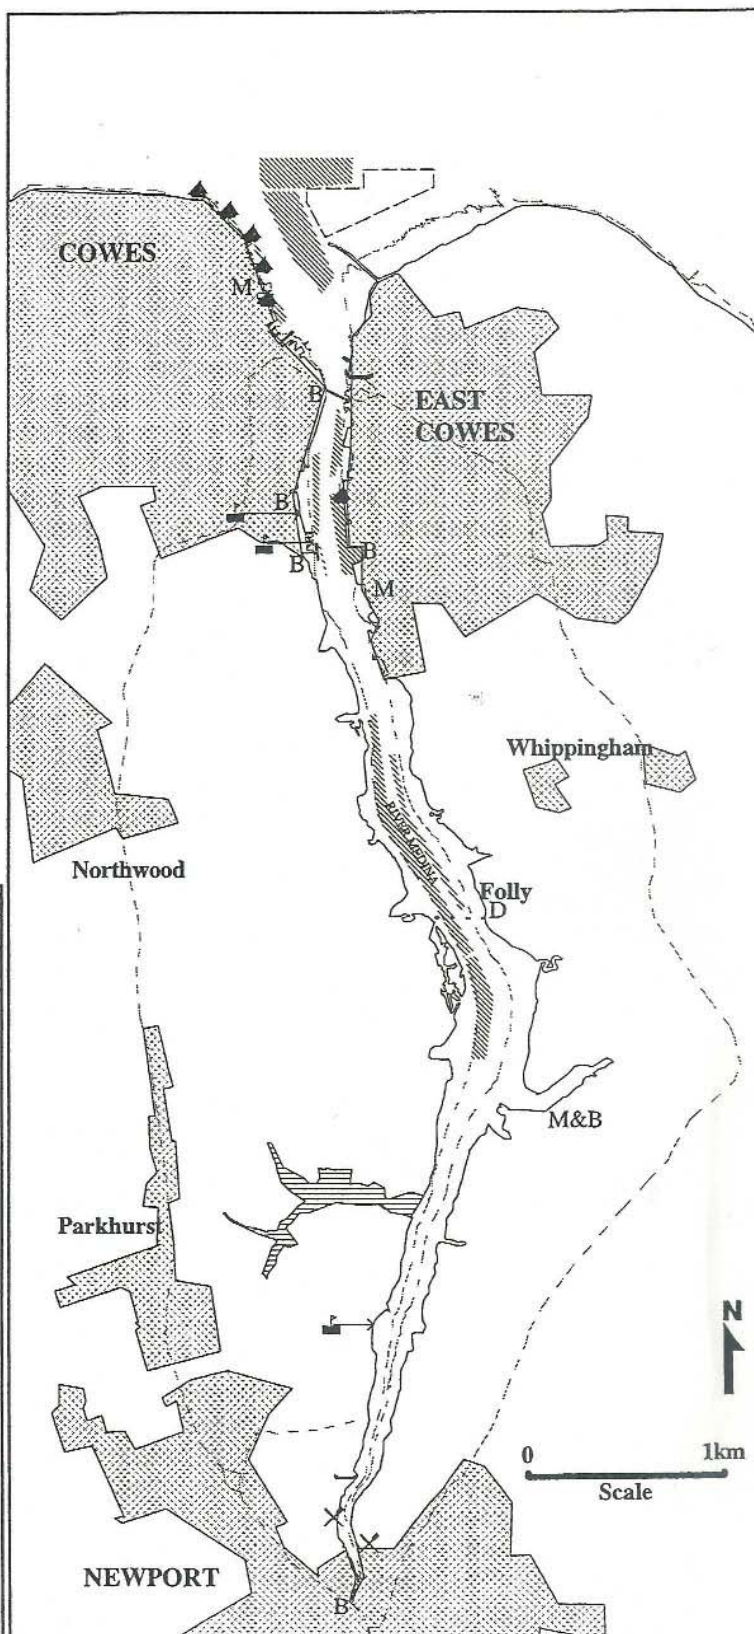 COWES
M
B
EAST
COWES
B
B
B
M
Whippingham
RIVER MEDINA
Northwood
Folly
D
M&B
Parkhurst
N
0 1km
Scale
NEWPORT
B